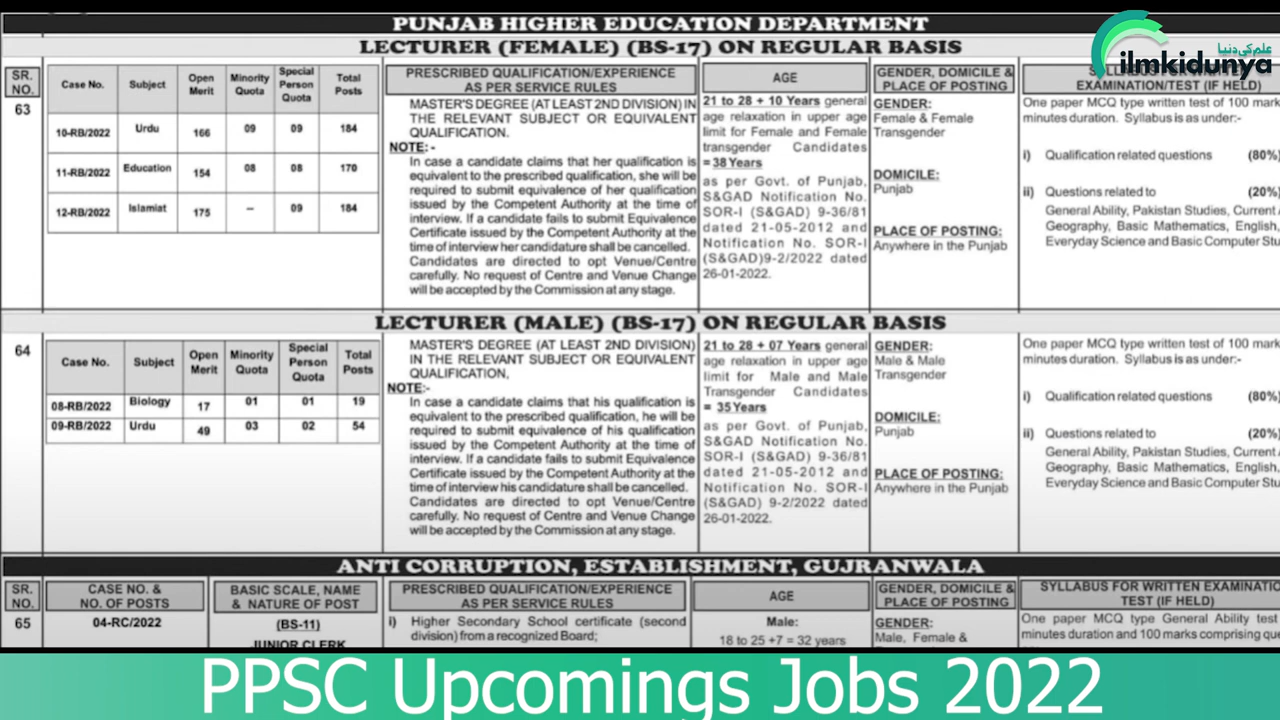 PUNJAB HIGHER EDUCATION DEPARTMENT
علم کی دنیا
ilmkidunya
LECTURER (FEMALE) (BS-17) ON REGULAR BASIS
SR. NO.
63
Case No. Subject Open Merit Minority Quota Special Person Quota Total Posts
10-RB/2022 Urdu 166 09 09 184
11-RB/2022 Education 154 08 08 170
12-RB/2022 Islamiat 175 – 09 184
PRESCRIBED QUALIFICATION/EXPERIENCE
AS PER SERVICE RULES
MASTER'S DEGREE (AT LEAST 2ND DIVISION) IN
THE RELEVANT SUBJECT OR EQUIVALENT
QUALIFICATION.
NOTE: -
In case a candidate claims that her qualification is
equivalent to the prescribed qualification, she will be
required to submit equivalence of her qualification
issued by the Competent Authority at the time of
interview. If a candidate fails to submit Equivalence
Certificate issued by the Competent Authority at the
time of interview her candidature shall be cancelled.
Candidates are directed to opt Venue/Centre
carefully. No request of Centre and Venue Change
will be accepted by the Commission at any stage.
AGE
21 to 28 + 10 Years general
age relaxation in upper age
limit for Female and Female
transgender Candidates
= 38 Years
as per Govt. of Punjab,
S&GAD Notification No.
SOR-I (S&GAD) 9-36/81
dated 21-05-2012 and
Notification No. SOR-I
(S&GAD)9-2/2022 dated
26-01-2022.
GENDER, DOMICILE &
PLACE OF POSTING
GENDER:
Female & Female
Transgender
DOMICILE:
Punjab
PLACE OF POSTING:
Anywhere in the Punjab
EXAMINATION/TEST (IF HELD)
One paper MCQ type written test of 100 mark
minutes duration. Syllabus is as under:-
i) Qualification related questions (80%)
ii) Questions related to (20%)
General Ability, Pakistan Studies, Current
Geography, Basic Mathematics, English,
Everyday Science and Basic Computer Stu
LECTURER (MALE) (BS-17) ON REGULAR BASIS
64
Case No. Subject Open Merit Minority Quota Special Person Quota Total Posts
08-RB/2022 Biology 17 01 01 19
09-RB/2022 Urdu 49 03 02 54
MASTER'S DEGREE (AT LEAST 2ND DIVISION)
IN THE RELEVANT SUBJECT OR EQUIVALENT
QUALIFICATION,
NOTE:-
In case a candidate claims that his qualification is
equivalent to the prescribed qualification, he will be
required to submit equivalence of his qualification
issued by the Competent Authority at the time of
interview. If a candidate fails to submit Equivalence
Certificate issued by the Competent Authority at the
time of interview his candidature shall be cancelled.
Candidates are directed to opt Venue/Centre
carefully. No request of Centre and Venue Change
will be accepted by the Commission at any stage.
21 to 28 + 07 Years general
age relaxation in upper age
limit for Male and Male
Transgender Candidates
= 35 Years
as per Govt. of Punjab,
S&GAD Notification No.
SOR-I (S&GAD) 9-36/81
dated 21-05-2012 and
Notification No. SOR-I
(S&GAD) 9-2/2022 dated
26-01-2022.
GENDER:
Male & Male
Transgender
DOMICILE:
Punjab
PLACE OF POSTING:
Anywhere in the Punjab
One paper MCQ type written test of 100 mark
minutes duration. Syllabus is as under:-
i) Qualification related questions (80%)
ii) Questions related to (20%)
General Ability, Pakistan Studies, Current A
Geography, Basic Mathematics, English,
Everyday Science and Basic Computer Stu
ANTI CORRUPTION, ESTABLISHMENT, GUJRANWALA
SR. NO.
65
CASE NO. &
NO. OF POSTS
04-RC/2022
BASIC SCALE, NAME
& NATURE OF POST
(BS-11)
JUNIOR CLERK
PRESCRIBED QUALIFICATION/EXPERIENCE
AS PER SERVICE RULES
i) Higher Secondary School certificate (second
division) from a recognized Board;
AGE
Male:
18 to 25 +7 = 32 years
GENDER, DOMICILE &
PLACE OF POSTING
GENDER:
Male, Female &
SYLLABUS FOR WRITTEN EXAMINATIO
TEST (IF HELD)
One paper MCQ type General Ability test
minutes duration and 100 marks comprising que
PPSC Upcomings Jobs 2022